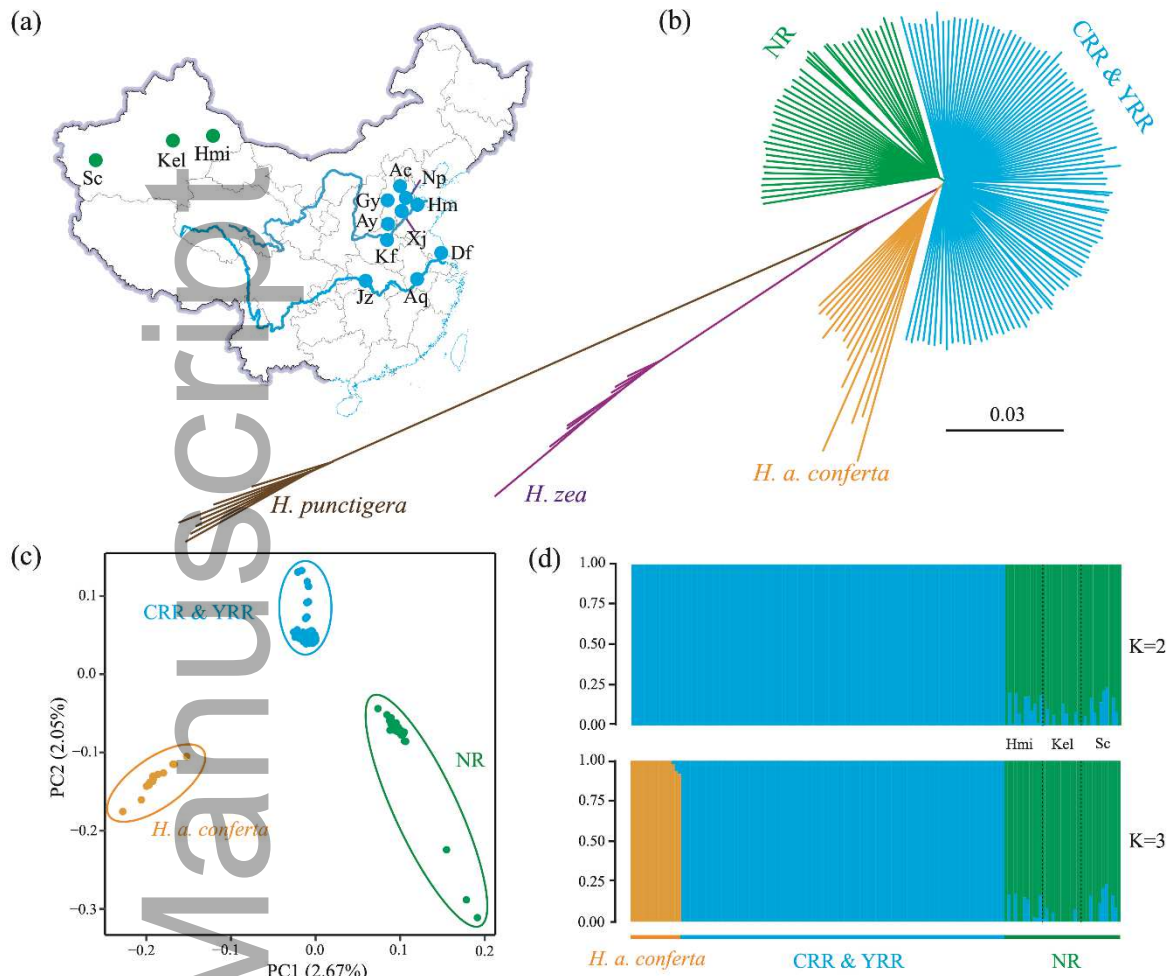 (a)
Sc
Kel
Hmi
Ac
Np
Gy
Hm
Ay
Xj
Kf
Df
Jz
Aq
(b)
NR
CRR & YRR
0.03
H. a. conferta
H. zea
H. punctigera
(c)
0.1
0.0
−0.1
−0.2
−0.3
PC2 (2.05%)
CRR & YRR
NR
H. a. conferta
−0.2
−0.1
0.0
0.1
0.2
PC1 (2.67%)
(d)
1.00
0.75
0.50
0.25
0.00
K=2
Hmi
Kel
Sc
1.00
0.75
0.50
0.25
0.00
K=3
H. a. conferta
CRR & YRR
NR
Manuscript